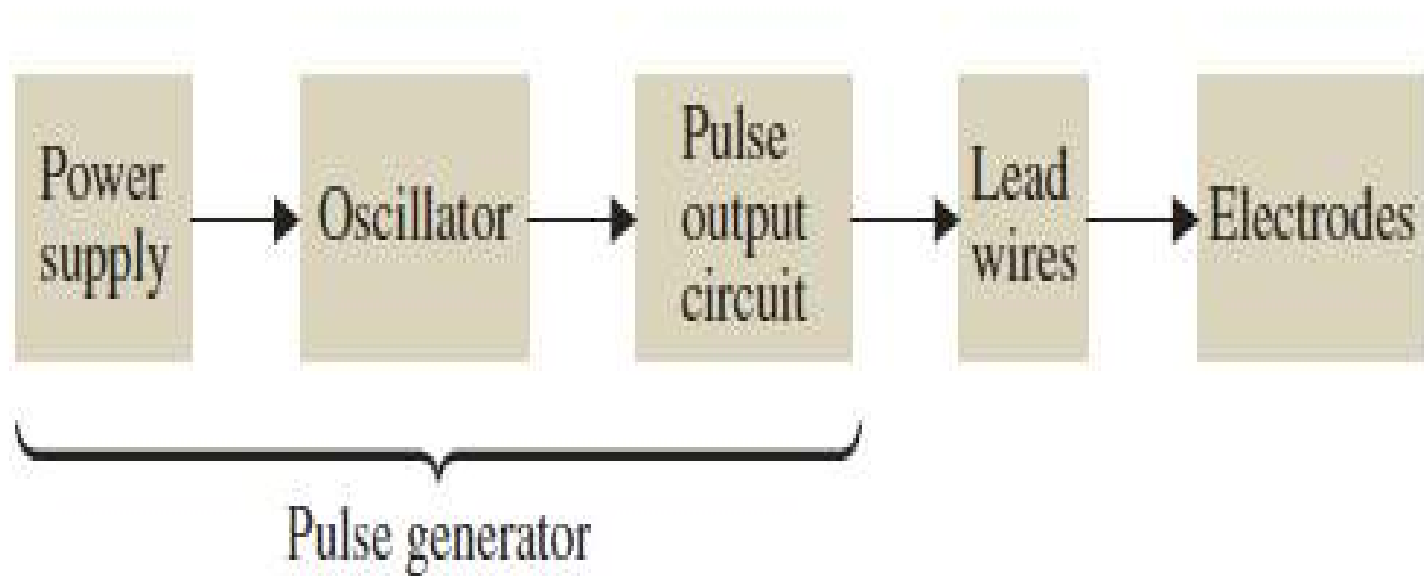 Power
supply
Oscillator
Pulse
output
circuit
Lead
wires
Electrodes
Pulse generator